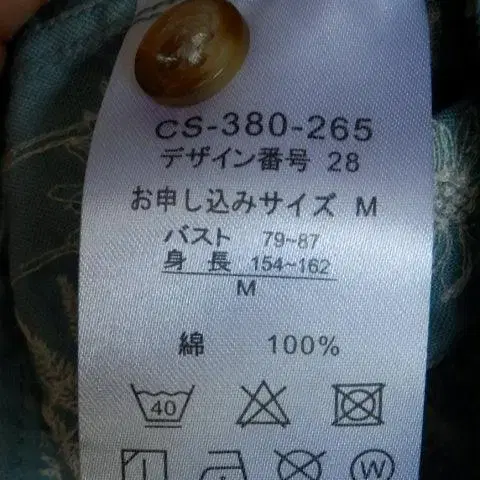 CS-380-265
デザイン番号 28
お申し込みサイズ M
バスト 79~87
身長 154~162
M
綿 100%
40
W